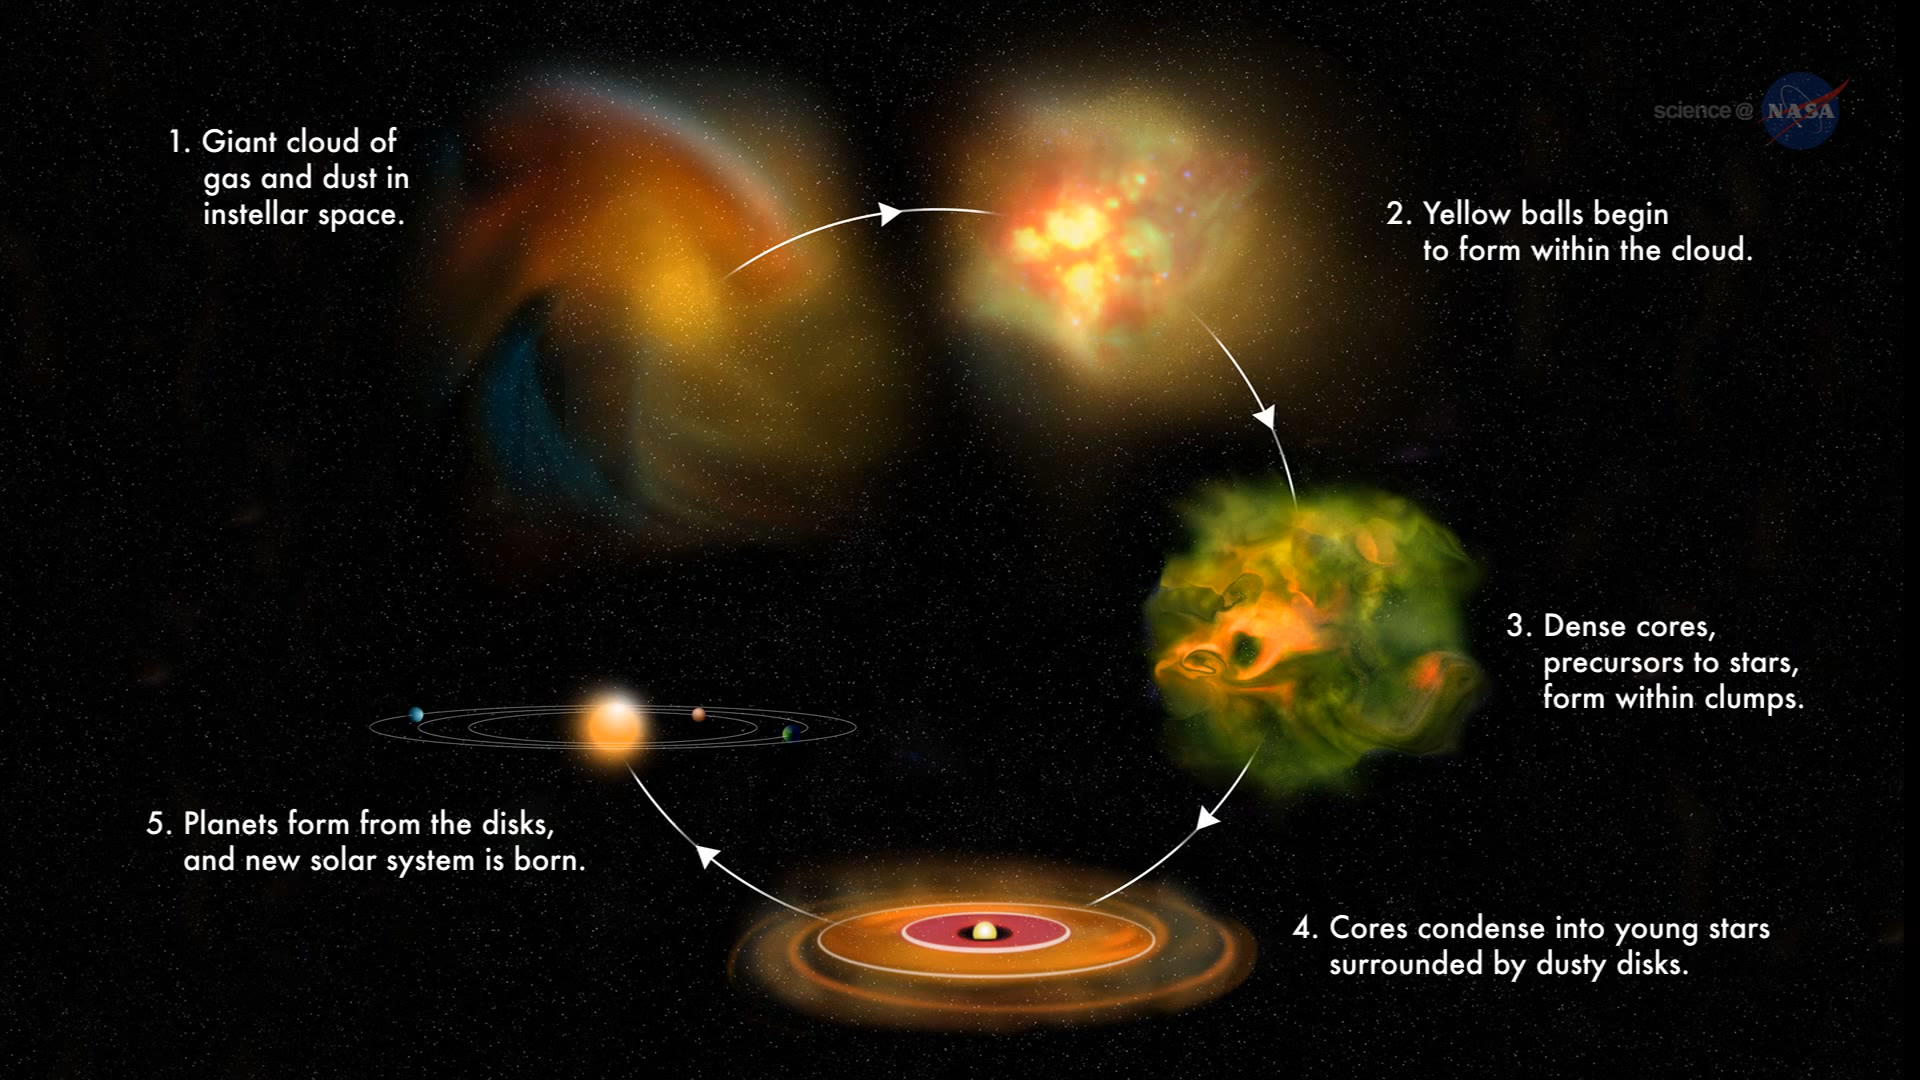 1. Giant cloud of
gas and dust in
instellar space.
science@ NASA
2. Yellow balls begin
to form within the cloud.
3. Dense cores,
precursors to stars,
form within clumps.
5. Planets form from the disks,
and new solar system is born.
4. Cores condense into young stars
surrounded by dusty disks.